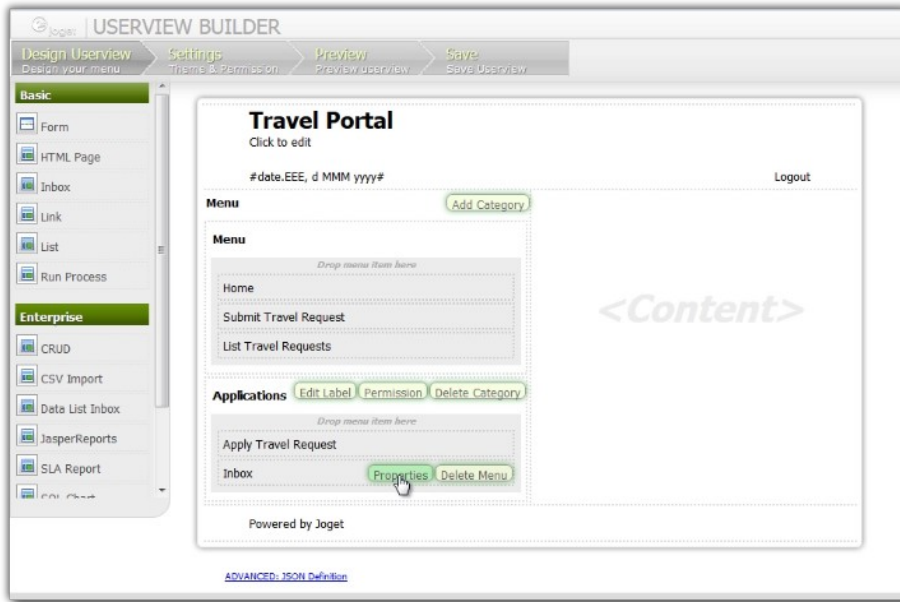 joget USERVIEW BUILDER
Design Userview
Design your menu
Settings
Theme & Permission
Preview
Preview userview
Save
Save Userview
Basic
Form
HTML Page
Inbox
Link
List
Run Process
Enterprise
CRUD
CSV Import
Data List Inbox
JasperReports
SLA Report
SQL Chart
Travel Portal
Click to edit
#date.EEE, d MMM yyyy#
Logout
Menu
Add Category
Menu
Drop menu item here
Home
Submit Travel Request
List Travel Requests
Applications
Edit Label
Permission
Delete Category
Drop menu item here
Apply Travel Request
Inbox
Properties
Delete Menu
<Content>
Powered by Joget
ADVANCED: JSON Definition